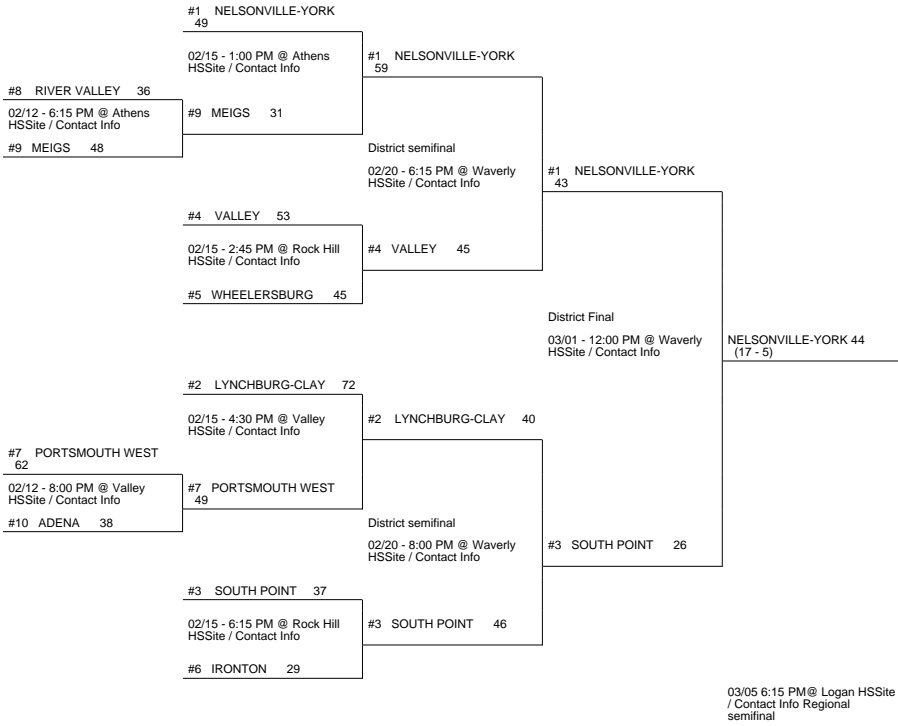 #1 NELSONVILLE-YORK
49
02/15 - 1:00 PM @ Athens
HSSite / Contact Info
#1 NELSONVILLE-YORK
59
#8 RIVER VALLEY 36
02/12 - 6:15 PM @ Athens
HSSite / Contact Info
#9 MEIGS 31
#9 MEIGS 48
District semifinal
02/20 - 6:15 PM @ Waverly
HSSite / Contact Info
#1 NELSONVILLE-YORK
43
#4 VALLEY 53
02/15 - 2:45 PM @ Rock Hill
HSSite / Contact Info
#4 VALLEY 45
#5 WHEELERSBURG 45
District Final
03/01 - 12:00 PM @ Waverly
HSSite / Contact Info
NELSONVILLE-YORK 44
(17 - 5)
#2 LYNCHBURG-CLAY 72
02/15 - 4:30 PM @ Valley
HSSite / Contact Info
#2 LYNCHBURG-CLAY 40
#7 PORTSMOUTH WEST
62
02/12 - 8:00 PM @ Valley
HSSite / Contact Info
#7 PORTSMOUTH WEST
49
#10 ADENA 38
District semifinal
02/20 - 8:00 PM @ Waverly
HSSite / Contact Info
#3 SOUTH POINT 26
#3 SOUTH POINT 37
02/15 - 6:15 PM @ Rock Hill
HSSite / Contact Info
#3 SOUTH POINT 46
#6 IRONTON 29
03/05 6:15 PM@ Logan HSSite
/ Contact Info Regional
semifinal